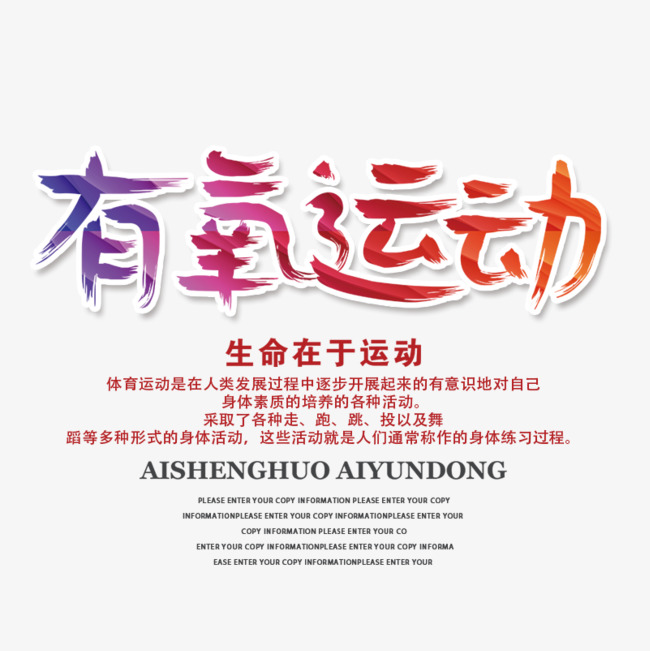 有氧运动
生命在于运动
体育运动是在人类发展过程中逐步开展起来的有意识地对自己
身体素质的培养的各种活动。
采取了各种走、跑、跳、投以及舞
蹈等多种形式的身体活动，这些活动就是人们通常称作的身体练习过程。
AISHENGHUO AIYUNDONG
PLEASE ENTER YOUR COPY INFORMATION PLEASE ENTER YOUR COPY
INFORMATIONPLEASE ENTER YOUR COPY INFORMATIONPLEASE ENTER YOUR
COPY INFORMATION PLEASE ENTER YOUR CO
ENTER YOUR COPY INFORMATIONPLEASE ENTER YOUR COPY INFORMA
EASE ENTER YOUR COPY INFORMATIONPLEASE ENTER YOUR